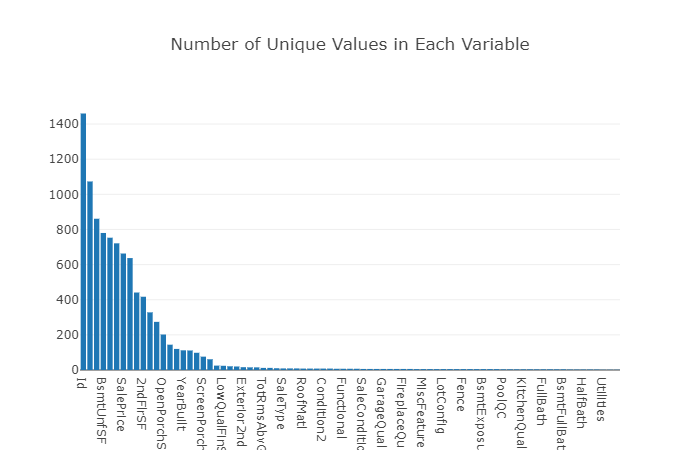 Number of Unique Values in Each Variable
1400
1200
1000
800
600
400
200
0
Id
BsmtUnfSF
SalePrice
2ndFlrSF
OpenPorchS
YearBuilt
ScreenPorch
LowQualFinS
Exterior2nd
TotRmsAbvG
SaleType
RoofMatl
Condition2
Functional
SaleConditio
GarageQual
FireplaceQu
MiscFeature
LotConfig
Fence
BsmtExposu
PoolQC
KitchenQual
FullBath
BsmtFullBat
HalfBath
Utilities